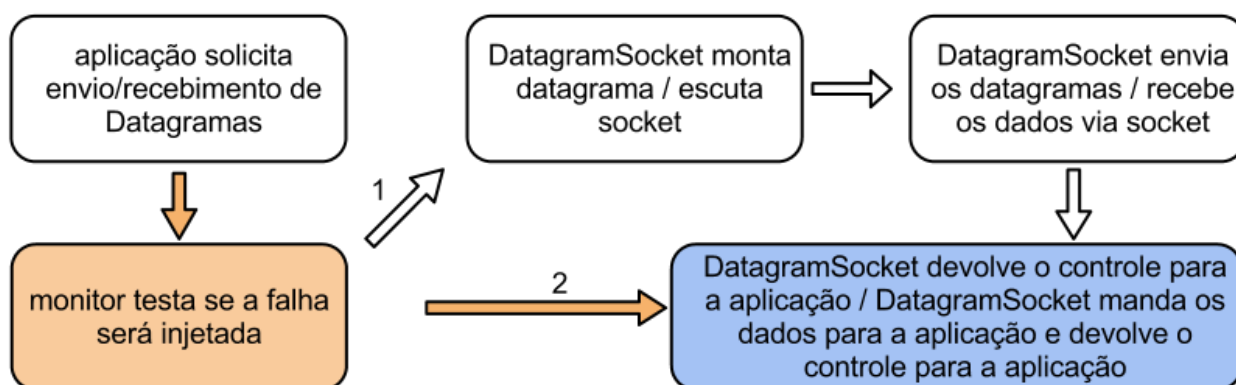 aplicação solicita
envio/recebimento de
Datagramas
DatagramSocket monta
datagrama / escuta
socket
DatagramSocket envia
os datagramas / recebe
os dados via socket
1
monitor testa se a falha
será injetada
2
DatagramSocket devolve o controle para
a aplicação / DatagramSocket manda os
dados para a aplicação e devolve o
controle para a aplicação